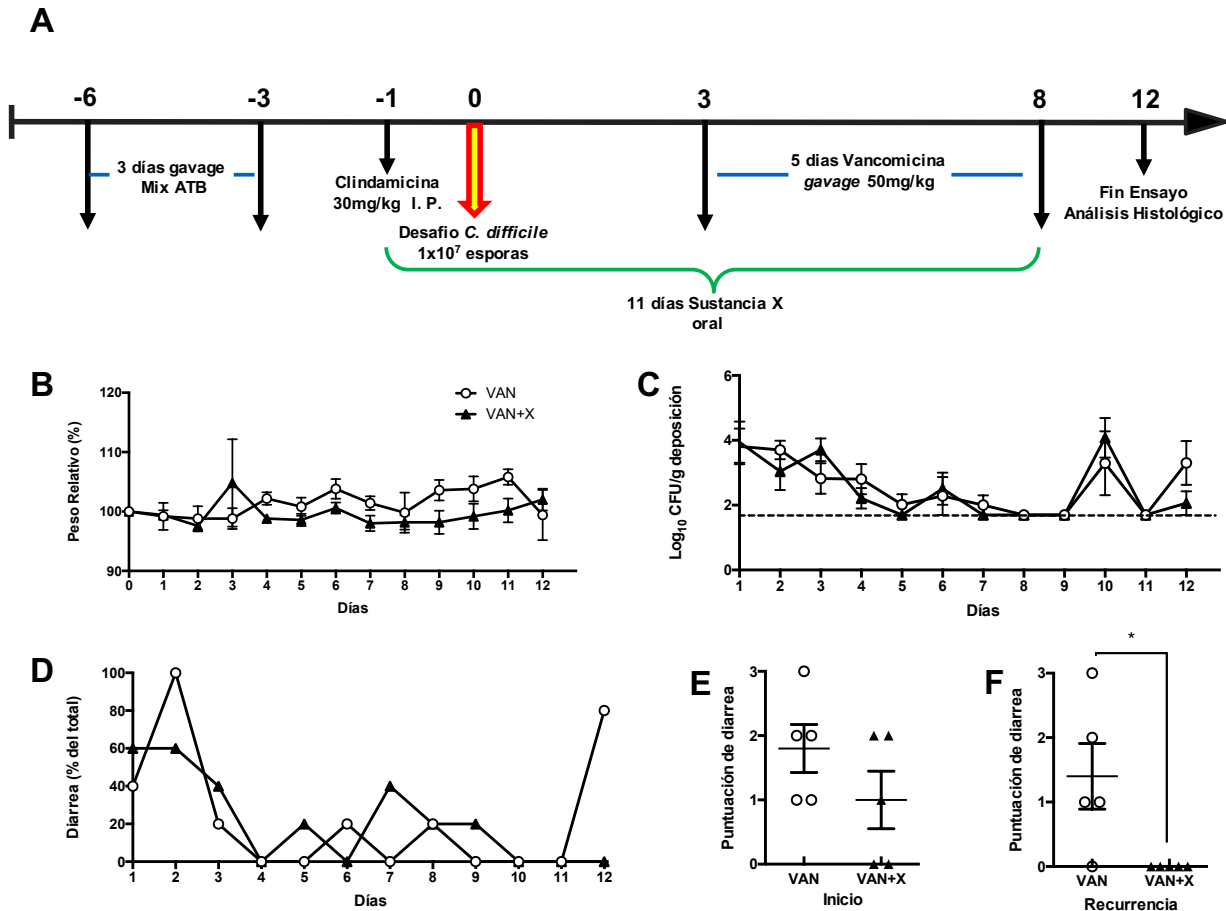 A
-6
-3
-1
0
3
8
12
3 días gavage
Mix ATB
Clindamicina
30mg/kg I. P.
Desafio C. difficile
1x10⁷ esporas
5 dias Vancomicina
gavage 50mg/kg
Fin Ensayo
Análisis Histológico
11 días Sustancia X
oral
B
Peso Relativo (%)
120
110
100
90
0 1 2 3 4 5 6 7 8 9 10 11 12
Días
VAN
VAN+X
C
Log₁₀ CFU/g deposición
6
4
2
0
1 2 3 4 5 6 7 8 9 10 11 12
Días
D
Diarrea (% del total)
100
80
60
40
20
0
1 2 3 4 5 6 7 8 9 10 11 12
Días
E
Puntuación de diarrea
3
2
1
0
VAN VAN+X
Inicio
F
Puntuación de diarrea
*
3
2
1
0
VAN VAN+X
Recurrencia